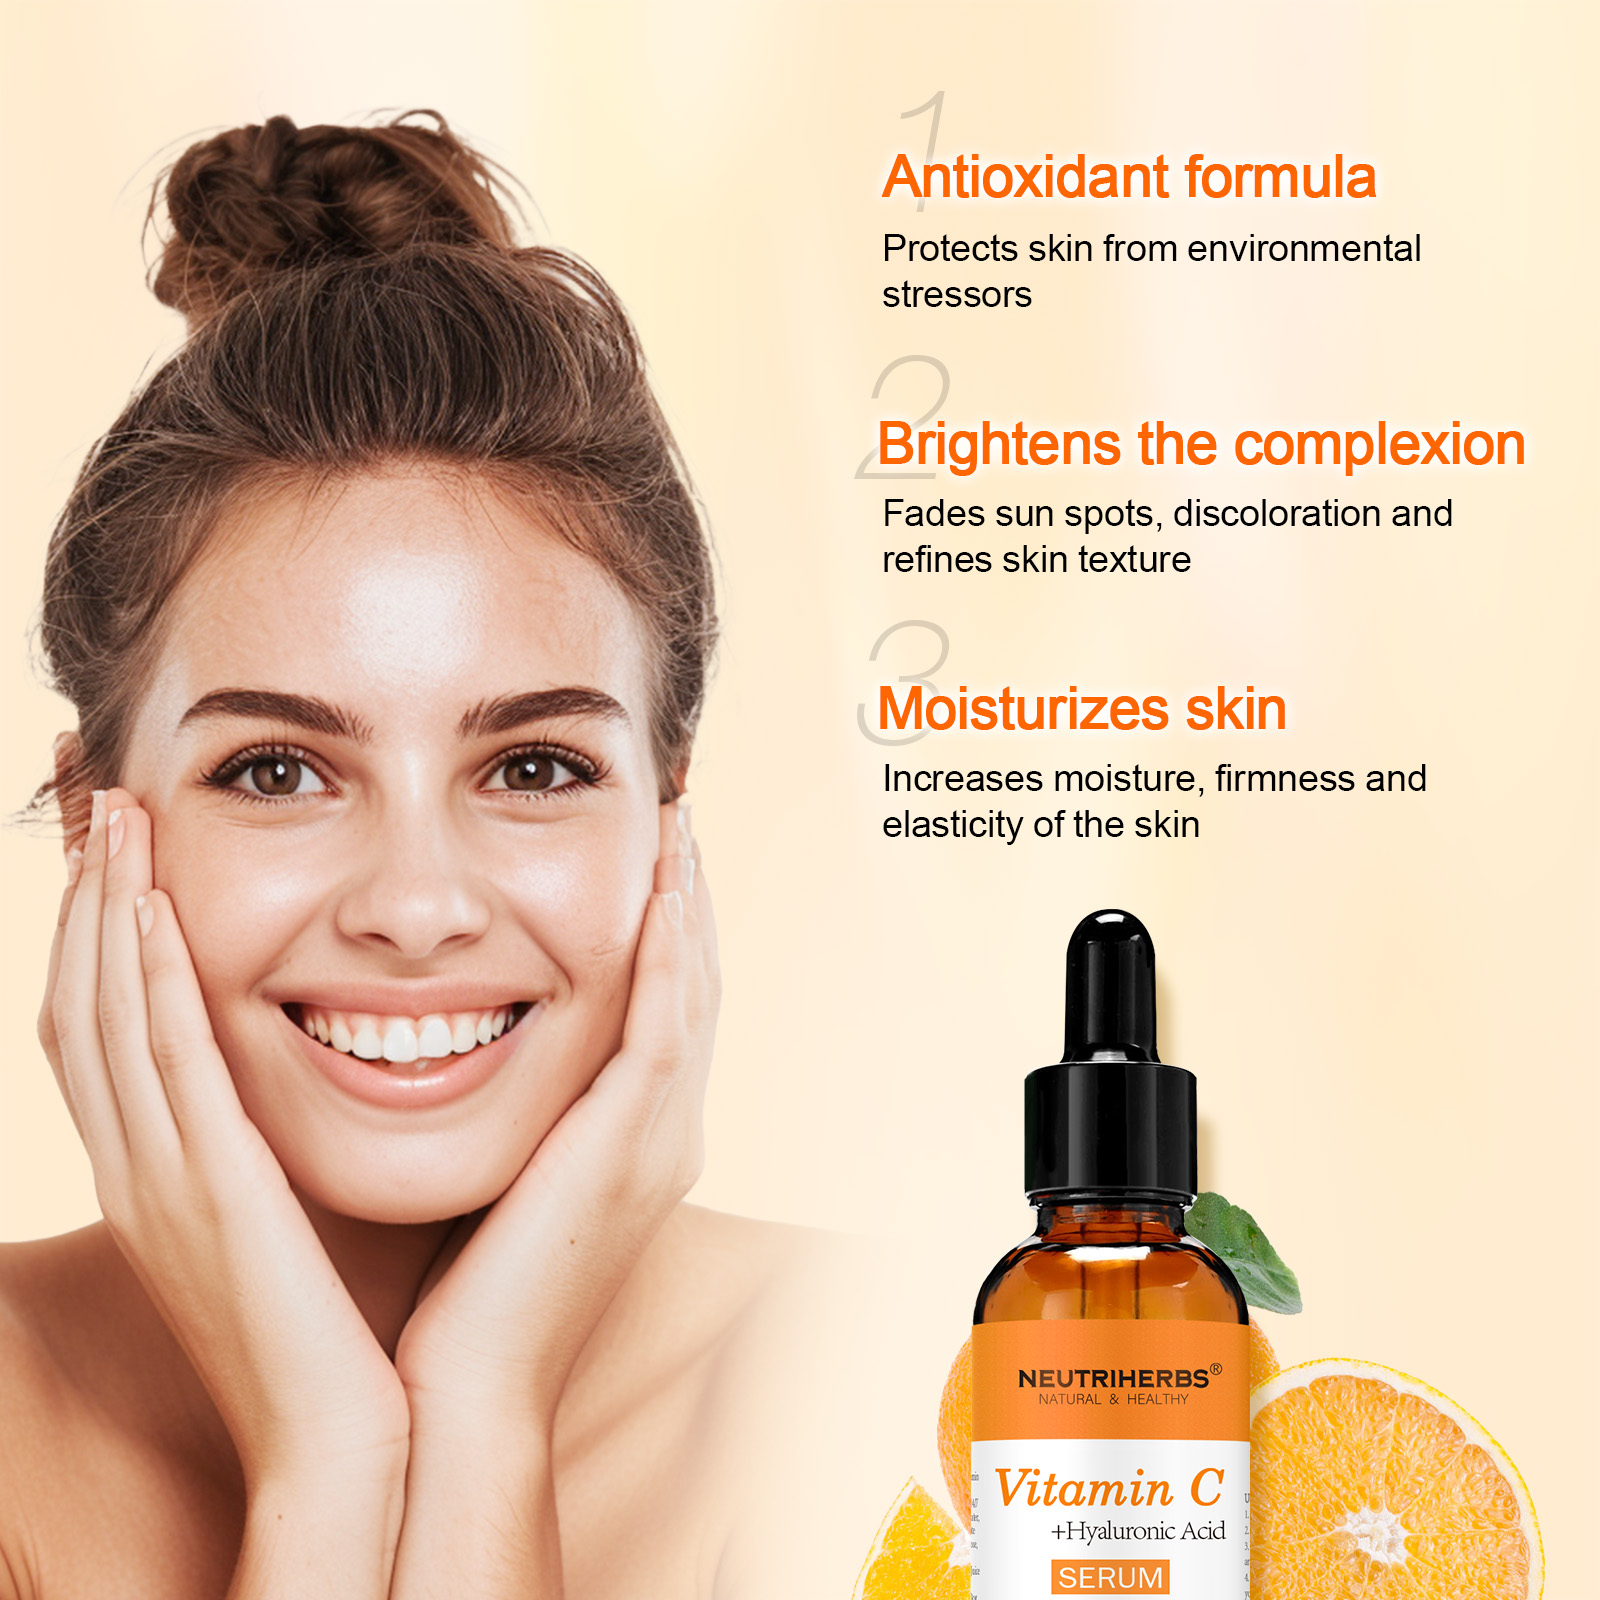 1
Antioxidant formula
Protects skin from environmental
stressors
2
Brightens the complexion
Fades sun spots, discoloration and
refines skin texture
3
Moisturizes skin
Increases moisture, firmness and
elasticity of the skin
NEUTRIHERBS®
NATURAL & HEALTHY
Vitamin C
+Hyaluronic Acid
SERUM